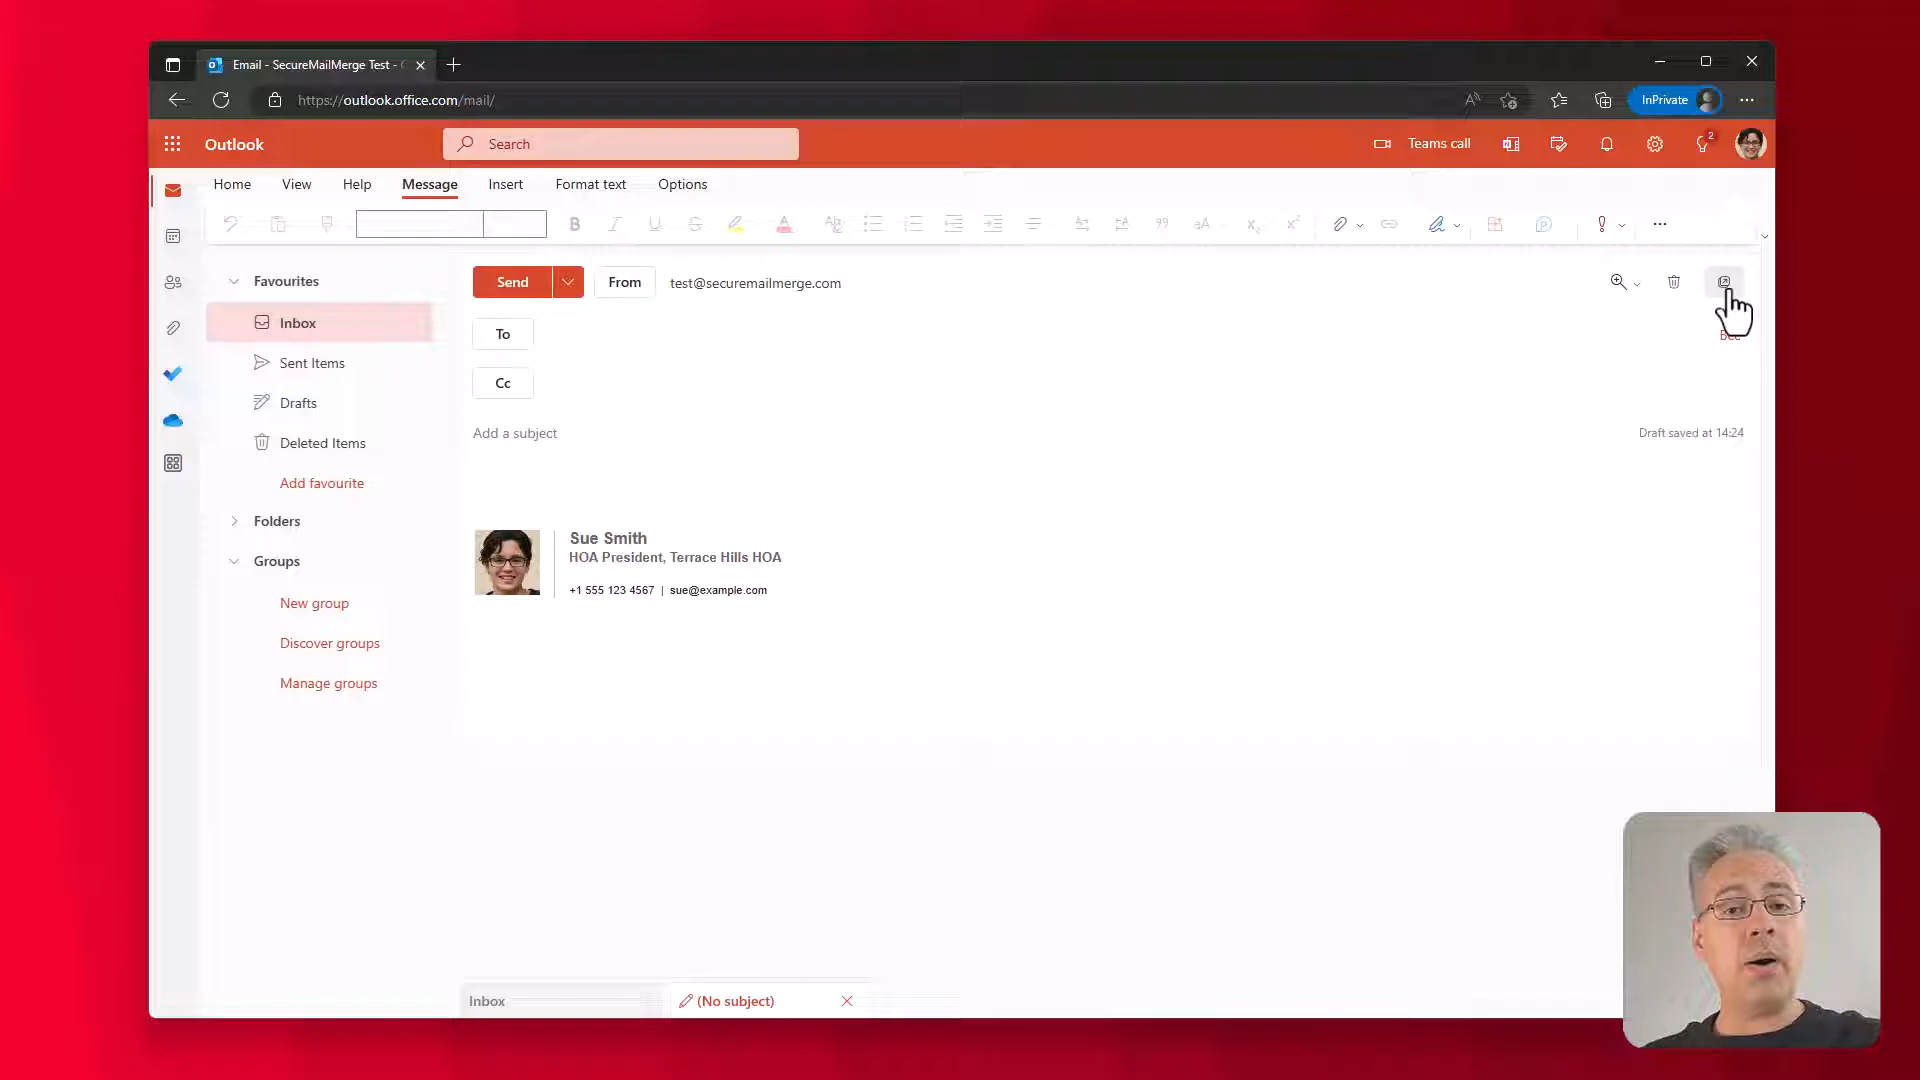 Email - SecureMailMerge Test -
https://outlook.office.com/mail/
InPrivate
Outlook
Search
Teams call
2
Home View Help Message Insert Format text Options
Send From test@securemailmerge.com
To
Bcc
Cc
Add a subject
Draft saved at 14:24
Favourites
Inbox
Sent Items
Drafts
Deleted Items
Add favourite
Folders
Groups
New group
Discover groups
Manage groups
Sue Smith
HOA President, Terrace Hills HOA
+1 555 123 4567 | sue@example.com
Inbox
(No subject)